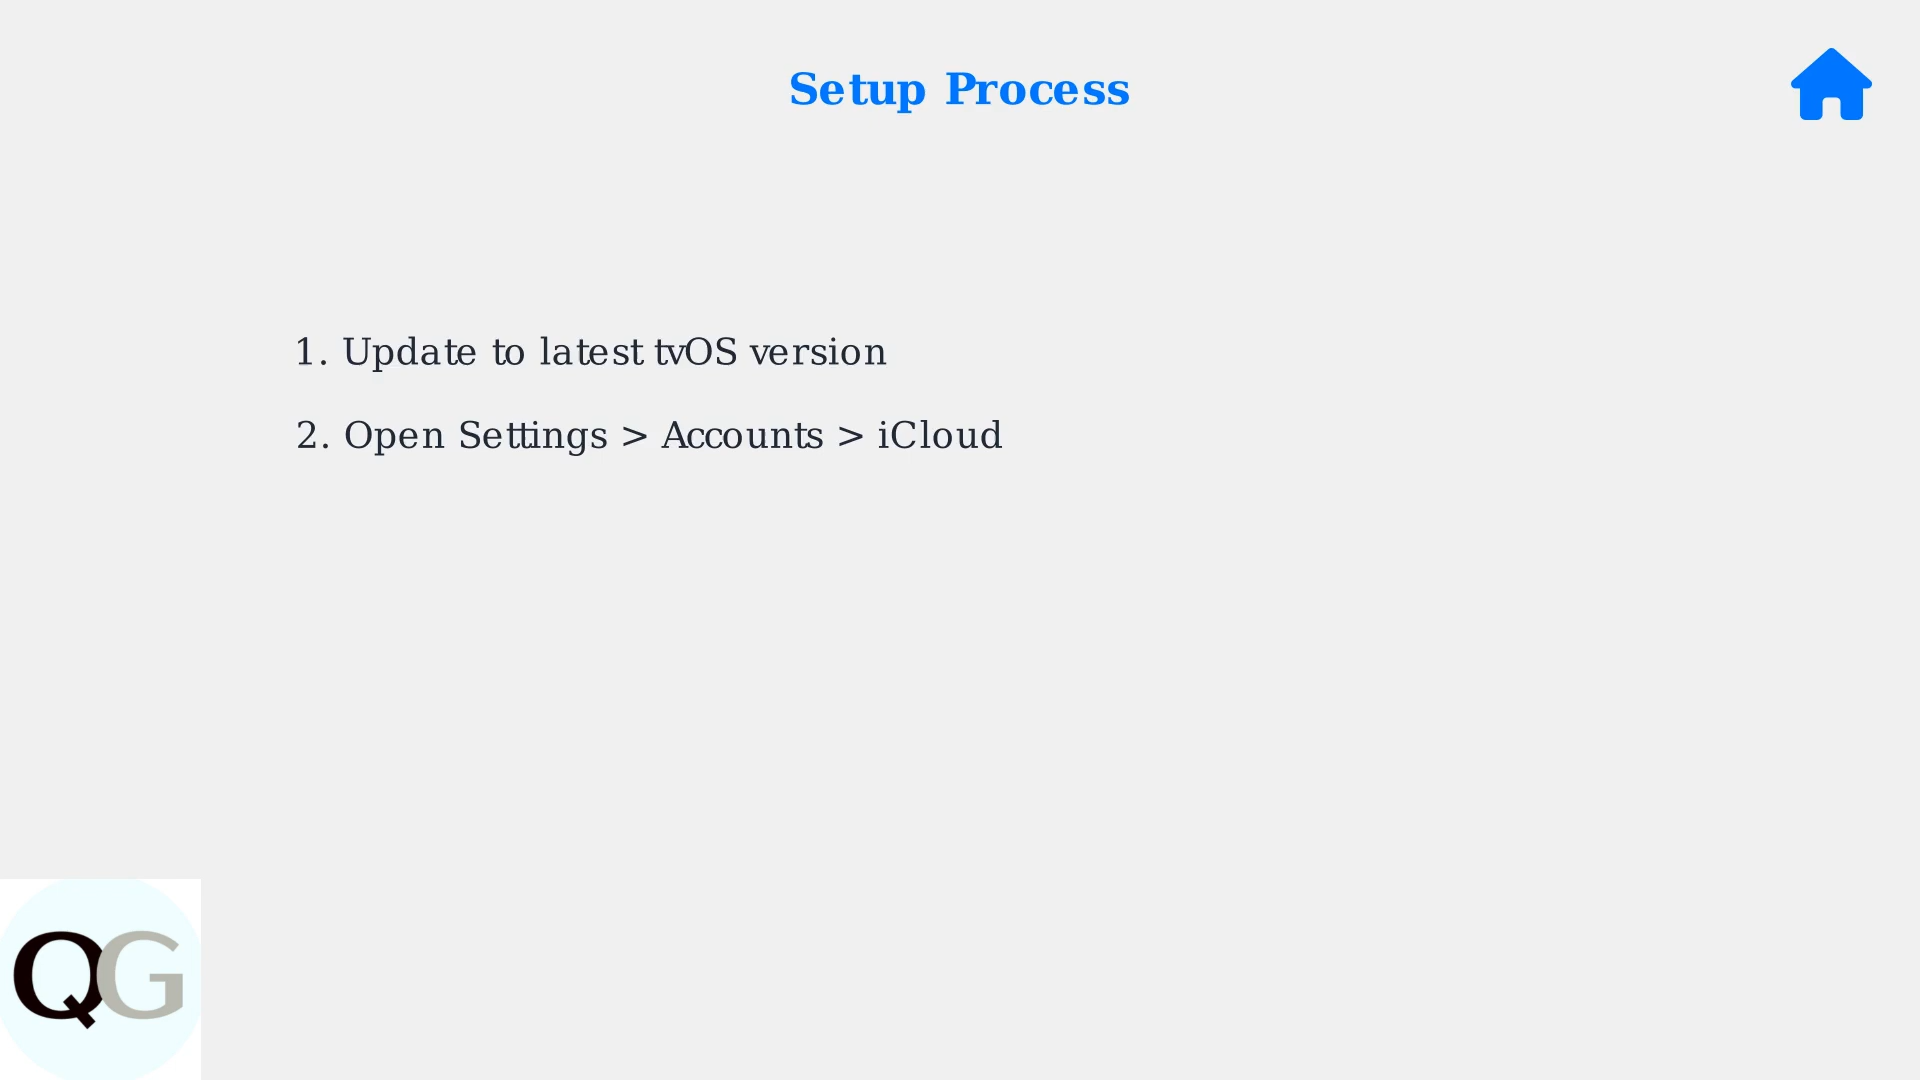 Setup Process
1. Update to latest tvOS version
2. Open Settings > Accounts > iCloud
QG